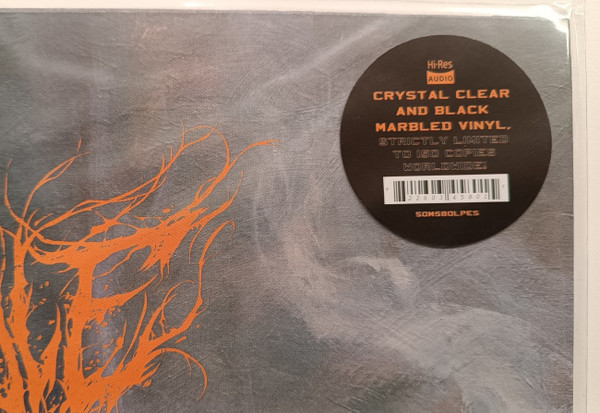 Hi-Res
AUDIO
CRYSTAL CLEAR
AND BLACK
MARBLED VINYL,
STRICTLY LIMITED
TO 150 COPIES
WORLDWIDE!
SOM580LPES